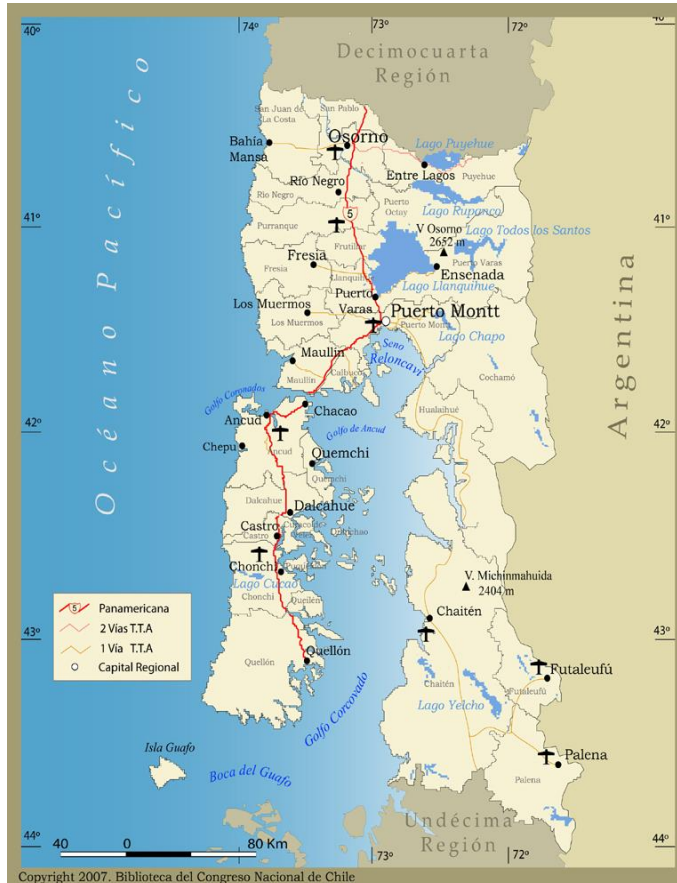 74°
73°
72°
40°
40°
Decimocuarta
Región
Océano Pacífico
Argentina
San Juan de
La Costa
San Pablo
Bahía
Mansa
Osorno
Lago Puyehue
Entre Lagos
Puyehue
Río Negro
Río Negro
Puerto
Octay
Lago Rupanco
41°
41°
5
Purranque
V Osorno
2652 m
Lago Todos los Santos
Frutillar
Fresia
Fresia
Llanquihue
Puerto Varas
Ensenada
Lago Llanquihue
Puerto
Varas
Los Muermos
Los Muermos
Puerto Montt
Puerto Montt
Lago Chapo
Seno
Reloncaví
Maullín
Maullín
Calbuco
Cochamó
Hualaihué
Golfo Coronados
Chacao
42°
42°
Ancud
Golfo de Ancud
Chepu
Ancud
Quemchi
Quemchi
Dalcahue
Dalcahue
Castro
Castro
Chonchi
Lago Cucao
Chonchi
Queilén
V. Michinmahuida
2404 m
Chaitén
43°
43°
5
Panamericana
2 Vías T.T.A
1 Vía T.T.A
Capital Regional
Quellón
Quellón
Futaleufú
Futaleufú
Chaitén
Lago Yelcho
Golfo Corcovado
Isla Guafo
Boca del Guafo
Palena
Palena
Undécima
Región
44°
44°
40
0
80 Km
73°
72°
Copyright 2007. Biblioteca del Congreso Nacional de Chile